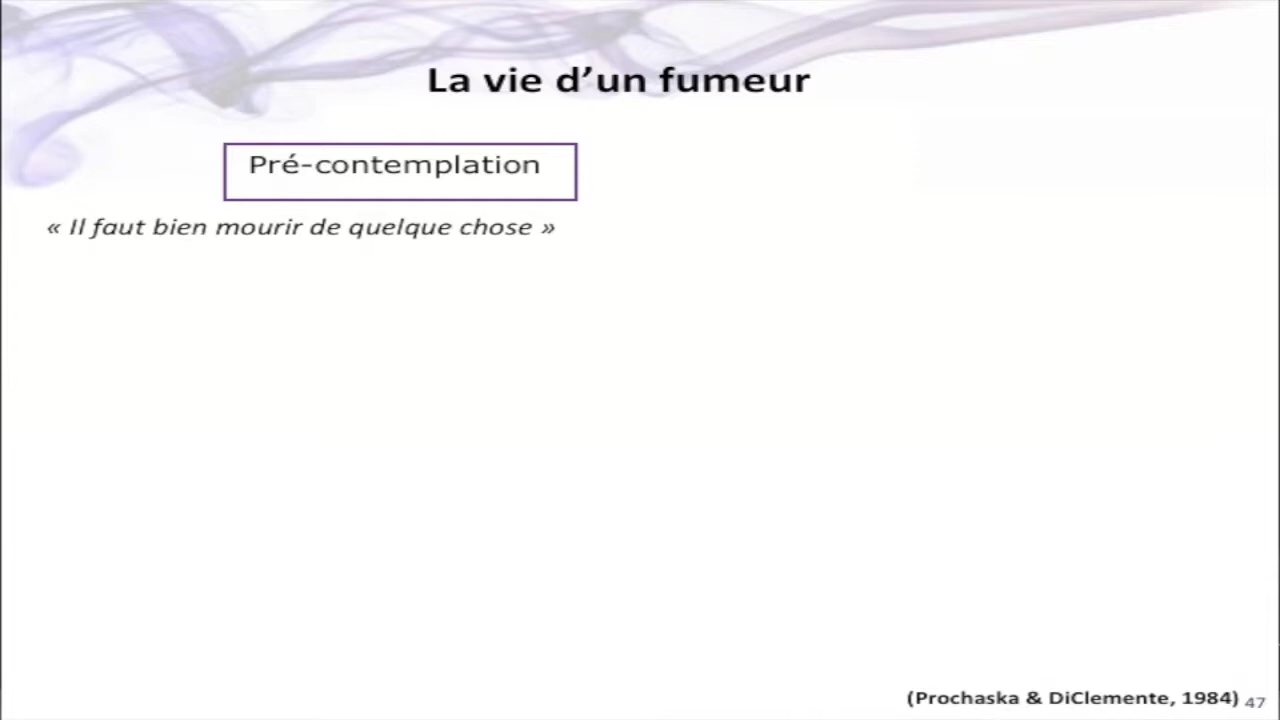 La vie d’un fumeur
Pré-contemplation
« Il faut bien mourir de quelque chose »
(Prochaska & DiClemente, 1984) 47